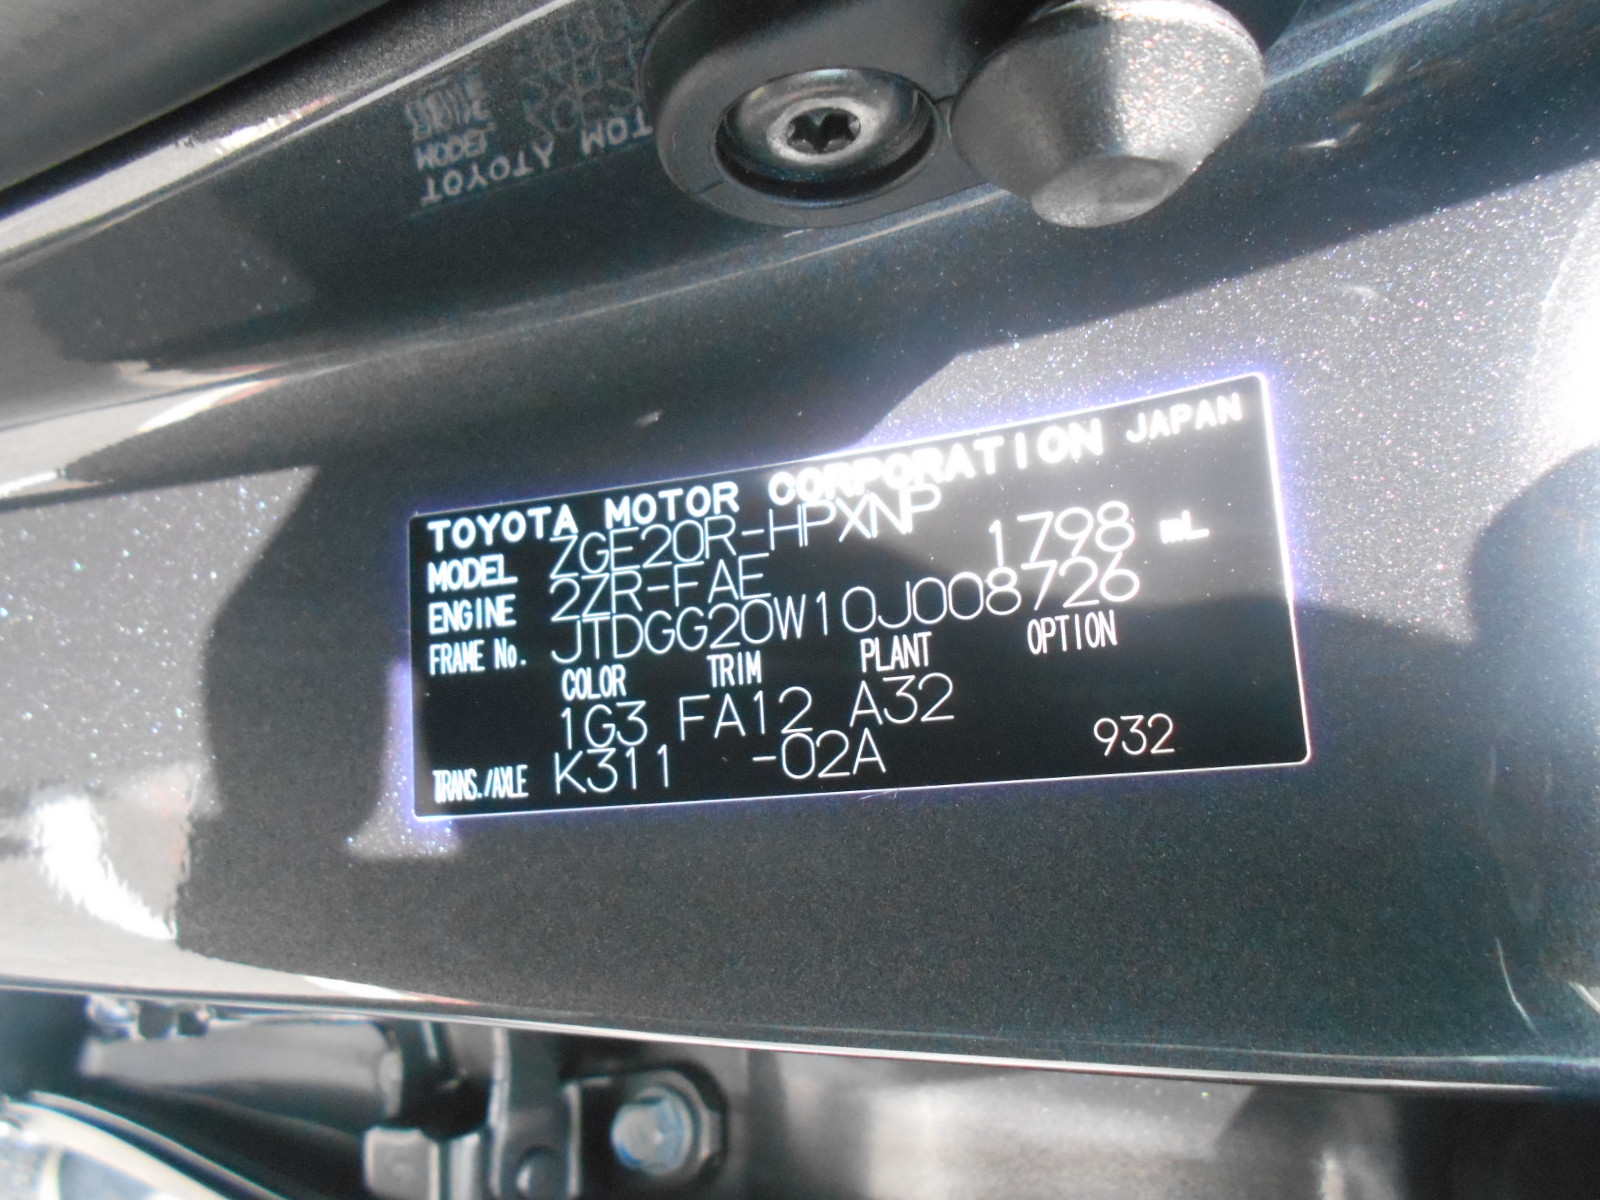 TOYOTA MOTOR CORPORATION JAPAN
MODEL ZGE20R-HPXNP
ENGINE 2ZR-FAE 1798 mL
FRAME No. JTDGG20W10J008726
COLOR TRIM PLANT OPTION
1G3 FA12 A32
TRANS./AXLE K311 -02A 932